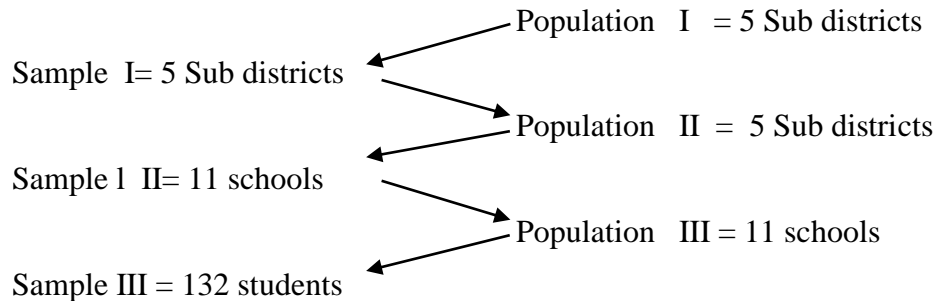 Population I = 5 Sub districts
Sample I= 5 Sub districts
Population II = 5 Sub districts
Sample l II= 11 schools
Population III = 11 schools
Sample III = 132 students